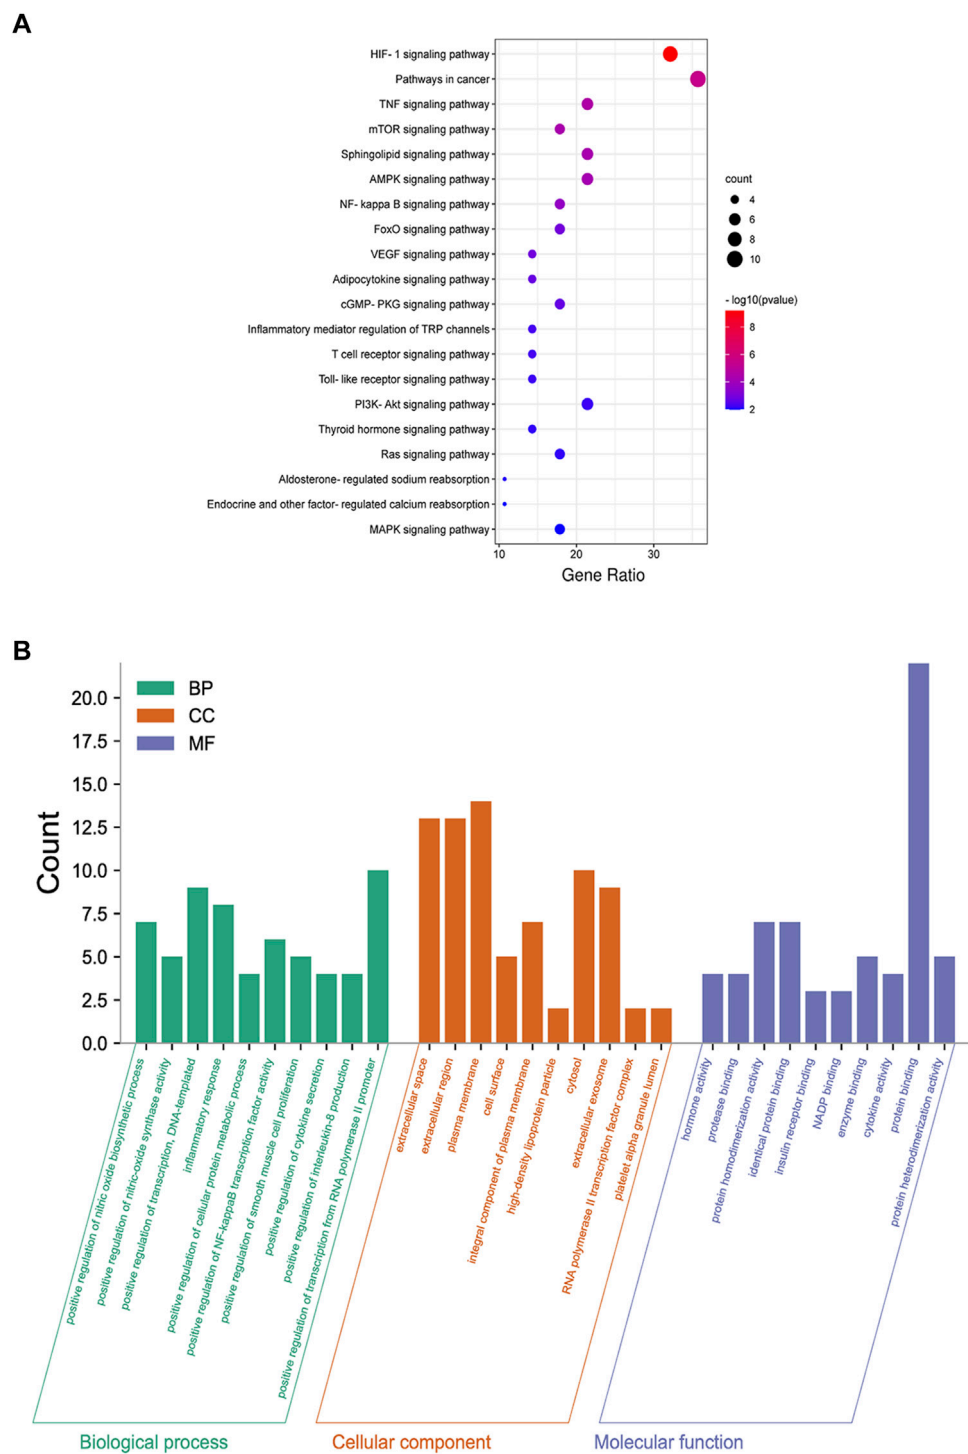 A
HIF- 1 signaling pathway
Pathways in cancer
TNF signaling pathway
mTOR signaling pathway
Sphingolipid signaling pathway
AMPK signaling pathway
NF- kappa B signaling pathway
FoxO signaling pathway
VEGF signaling pathway
Adipocytokine signaling pathway
cGMP- PKG signaling pathway
Inflammatory mediator regulation of TRP channels
T cell receptor signaling pathway
Toll- like receptor signaling pathway
PI3K- Akt signaling pathway
Thyroid hormone signaling pathway
Ras signaling pathway
Aldosterone- regulated sodium reabsorption
Endocrine and other factor- regulated calcium reabsorption
MAPK signaling pathway
10 20 30
Gene Ratio
count
4
6
8
10
- log10(pvalue)
8
6
4
2
B
BP
CC
MF
Count
20.0
17.5
15.0
12.5
10.0
7.5
5.0
2.5
0.0
positive regulation of nitric oxide biosynthetic process
positive regulation of nitric-oxide synthase activity
positive regulation of transcription, DNA-templated
inflammatory response
positive regulation of cellular protein metabolic process
positive regulation of NF-kappaB transcription factor activity
positive regulation of smooth muscle cell proliferation
positive regulation of cytokine secretion
positive regulation of interleukin-8 production
positive regulation of transcription from RNA polymerase II promoter
extracellular space
extracellular region
plasma membrane
cell surface
integral component of plasma membrane
high-density lipoprotein particle
cytosol
extracellular exosome
RNA polymerase II transcription factor complex
platelet alpha granule lumen
hormone activity
protease binding
protein homodimerization activity
identical protein binding
insulin receptor binding
NADP binding
enzyme binding
cytokine activity
protein binding
protein heterodimerization activity
Biological process
Cellular component
Molecular function